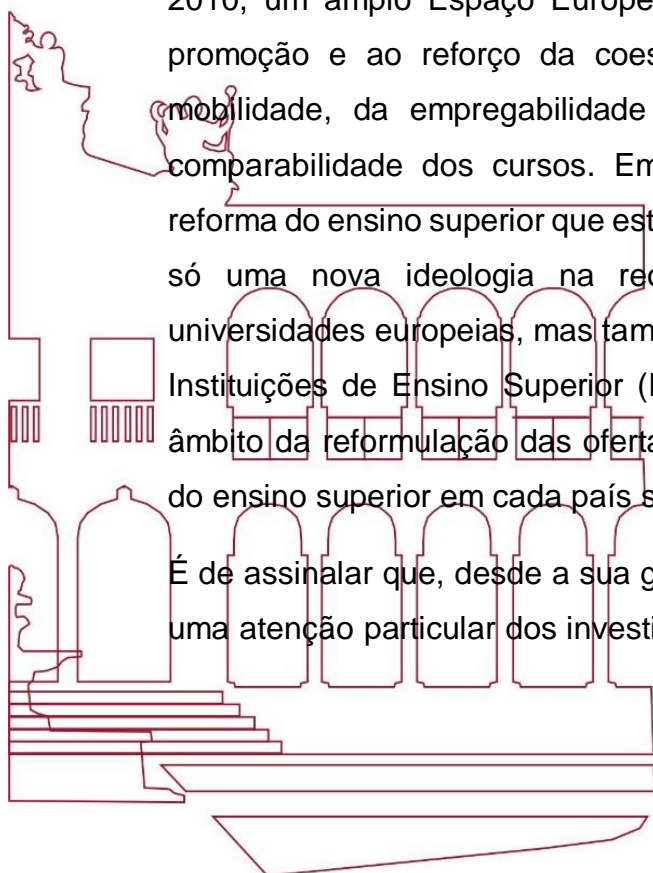 2010, um amplo Espaço Europe
promoção e ao reforço da coes
mobilidade, da empregabilidade
comparabilidade dos cursos. Em
reforma do ensino superior que est
só uma nova ideologia na rec
universidades europeias, mas tam
Instituições de Ensino Superior (I
âmbito da reformulação das oferta
do ensino superior em cada país s
É de assinalar que, desde a sua g
uma atenção particular dos investi